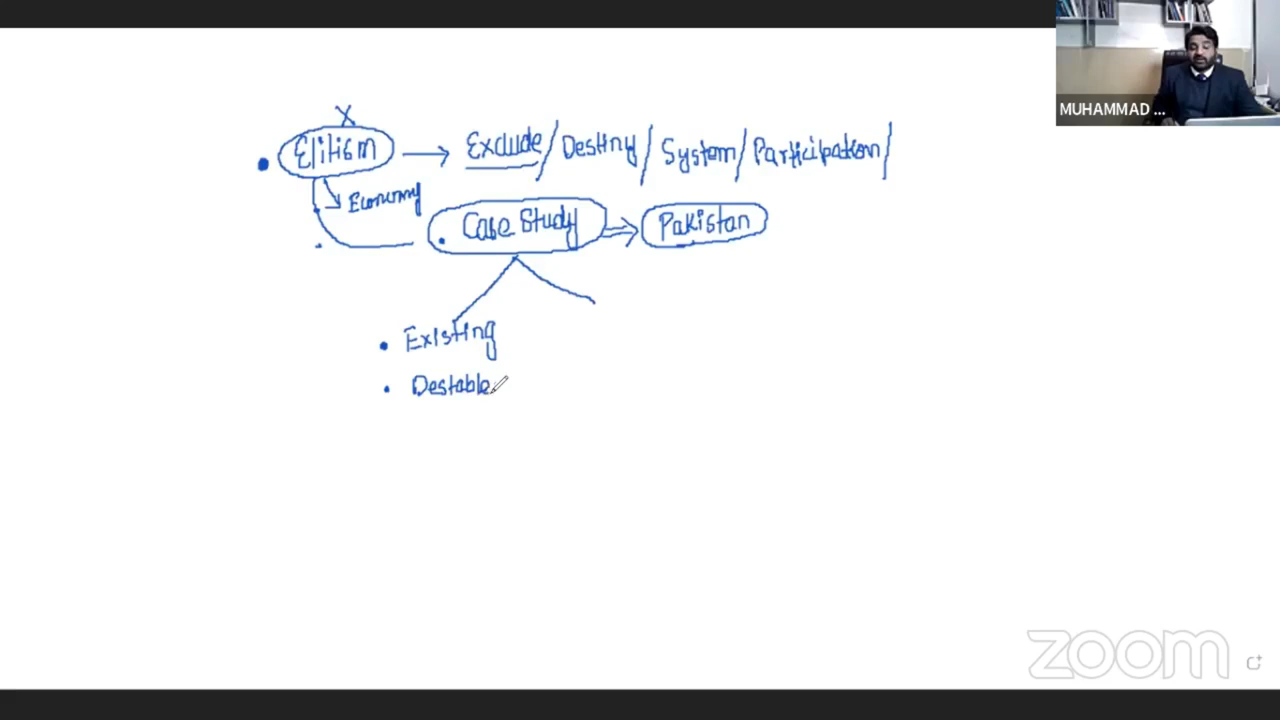 MUHAMMAD ...
X
• Elitism → Exclude / Destiny / System / Participation /
Economy
• Case Study ⇒ Pakistan
• Existing
• Destable
zoom